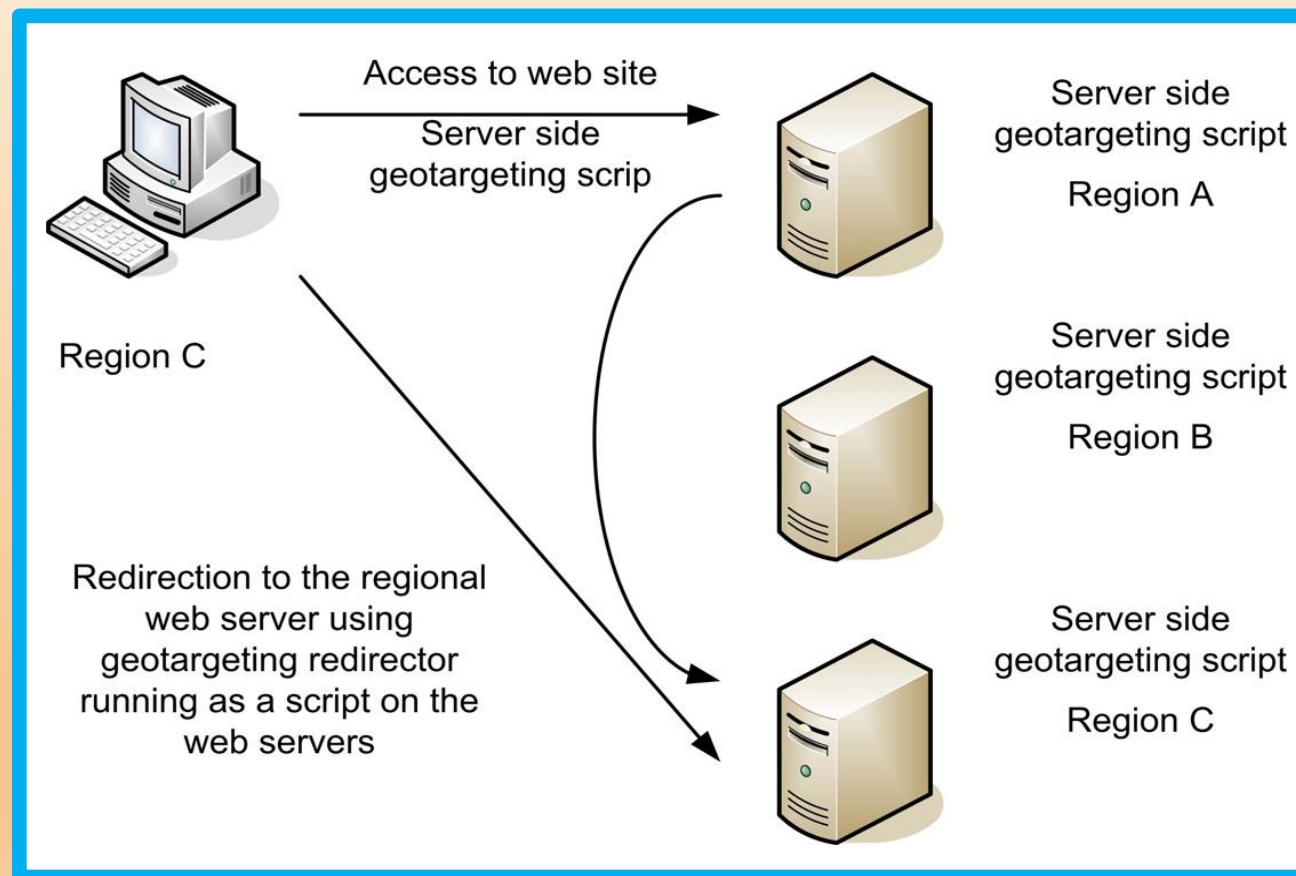 Access to web site
Server side
geotargeting scrip
Server side
geotargeting script
Region A
Region C
Server side
geotargeting script
Region B
Redirection to the regional
web server using
geotargeting redirector
running as a script on the
web servers
Server side
geotargeting script
Region C